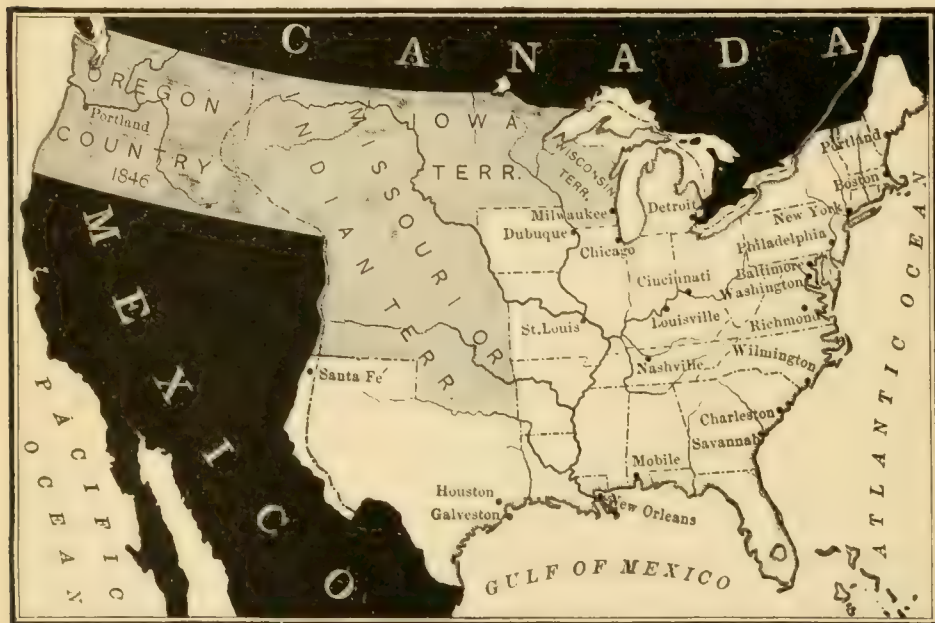 CANADA
OREGON
Portland
COUNTRY
1846
MISSOURI OR
INDIAN TERR.
IOWA
TERR.
WISCONSIN
TERR.
Portland
Boston
Milwaukee
Detroit
New York
Dubuque
Chicago
Philadelphia
Cincinnati
Baltimore
Washington
St. Louis
Louisville
Richmond
Nashville
Wilmington
Santa Fé
Charleston
Savannah
Mobile
Houston
Galveston
New Orleans
MEXICO
PACIFIC
OCEAN
GULF OF MEXICO
ATLANTIC OCEAN